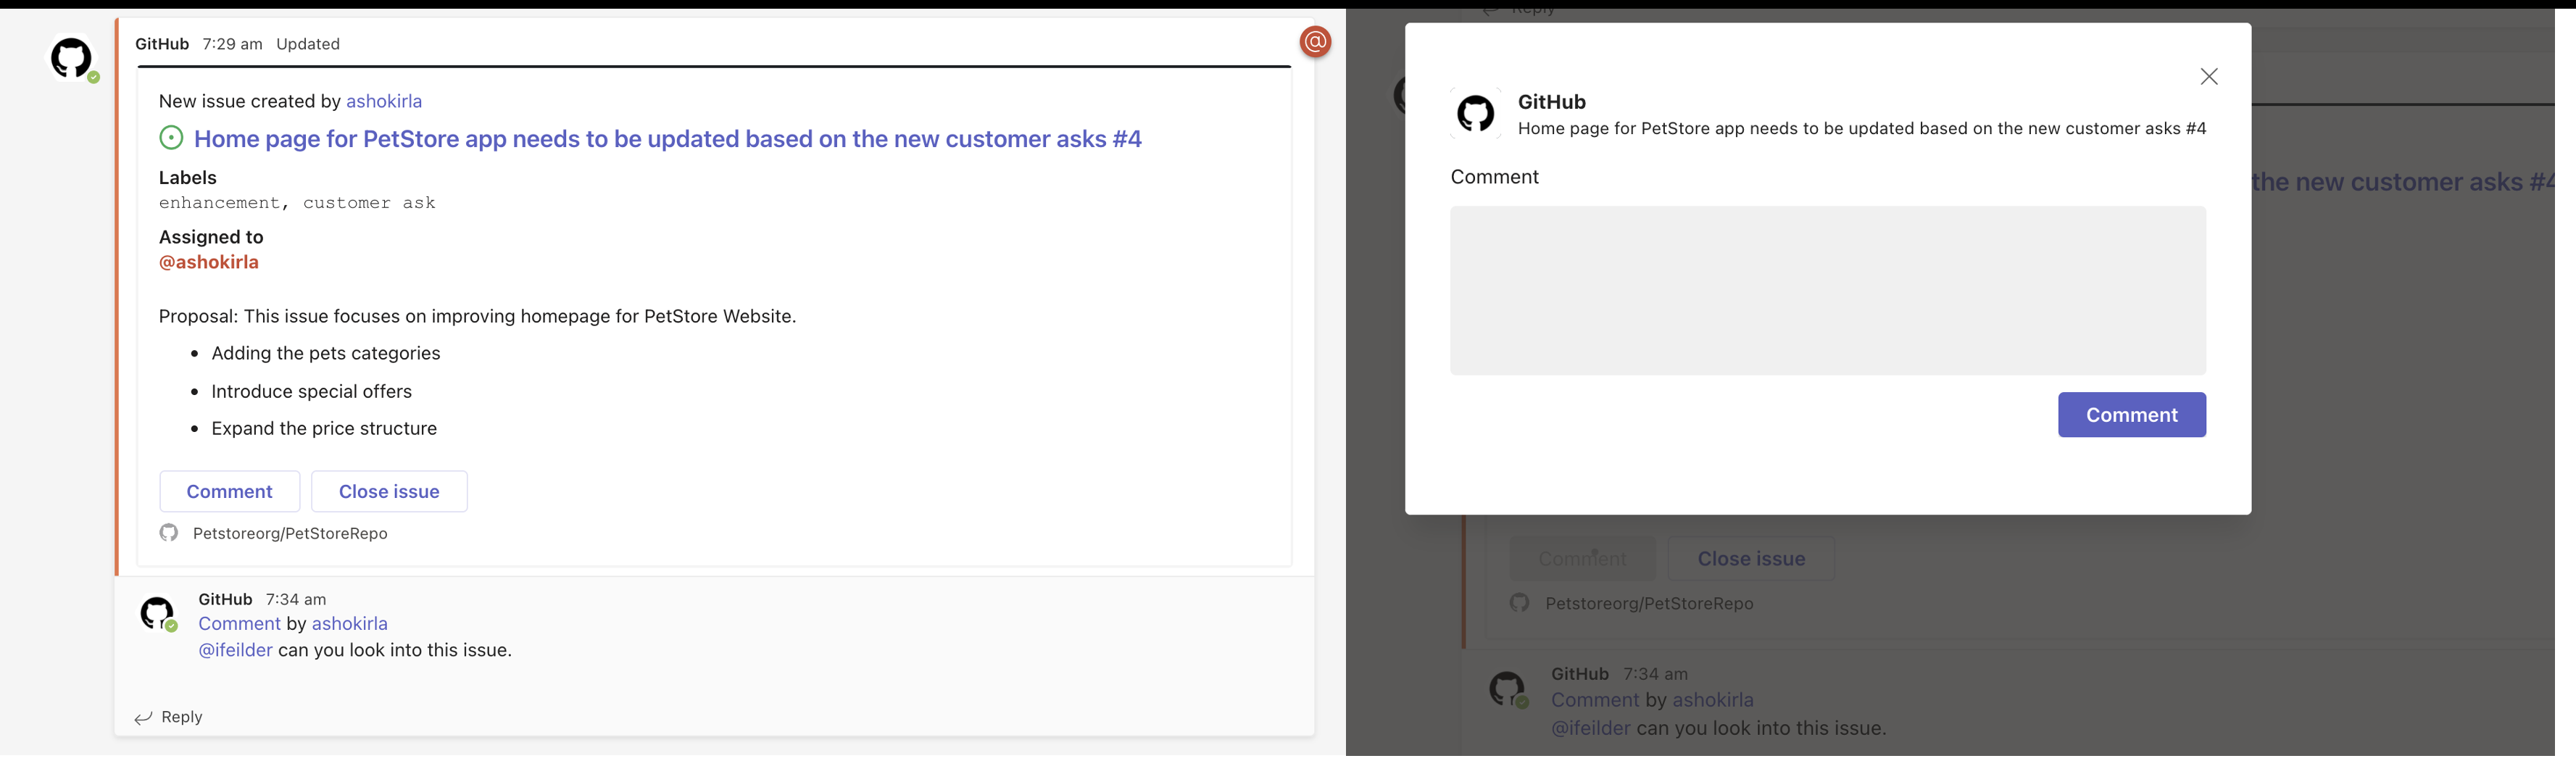 GitHub 7:29 am Updated
@
New issue created by ashokirla
Home page for PetStore app needs to be updated based on the new customer asks #4
Labels
enhancement, customer ask
Assigned to
@ashokirla
Proposal: This issue focuses on improving homepage for PetStore Website.
• Adding the pets categories
• Introduce special offers
• Expand the price structure
Comment Close issue
Petstoreorg/PetStoreRepo
GitHub 7:34 am
Comment by ashokirla
@ifeilder can you look into this issue.
Reply
Reply
GitHub
Home page for PetStore app needs to be updated based on the new customer asks #4
Comment
Comment
the new customer asks #4
Comment Close issue
Petstoreorg/PetStoreRepo
GitHub 7:34 am
Comment by ashokirla
@ifeilder can you look into this issue.